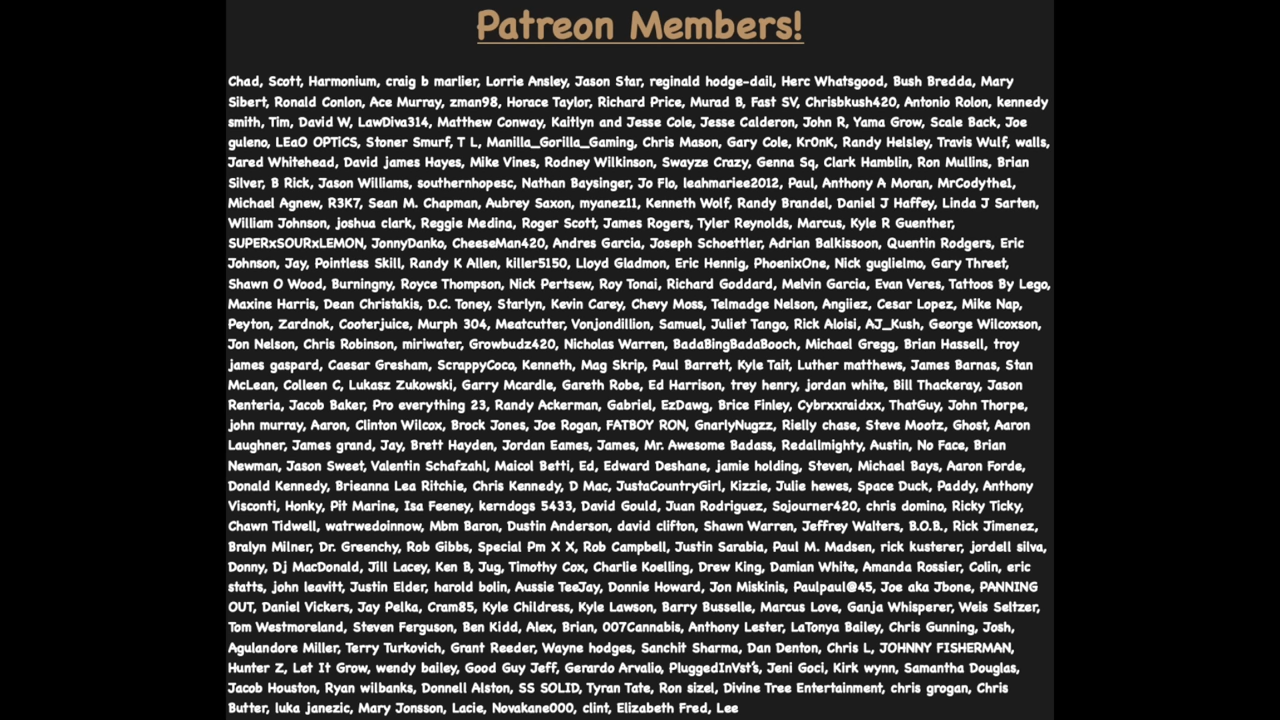 Patreon Members!
Chad, Scott, Harmonium, craig b marlier, Lorrie Ansley, Jason Star, reginald hodge-dail, Herc Whatsgood, Bush Bredda, Mary
Sibert, Ronald Conlon, Ace Murray, zman98, Horace Taylor, Richard Price, Murad B, Fast SV, Chrisbkush420, Antonio Rolon, kennedy
smith, Tim, David W, LawDiva314, Matthew Conway, Kaitlyn and Jesse Cole, Jesse Calderon, John R, Yama Grow, Scale Back, Joe
guleno, LEaO OPTiCS, Stoner Smurf, T L, Manilla_Gorilla_Gaming, Chris Mason, Gary Cole, Kr0nK, Randy Helsley, Travis Wulf, walls,
Jared Whitehead, David james Hayes, Mike Vines, Rodney Wilkinson, Swayze Crazy, Genna Sq, Clark Hamblin, Ron Mullins, Brian
Silver, B Rick, Jason Williams, southernhopesc, Nathan Baysinger, Jo Flo, leahmariee2012, Paul, Anthony A Moran, MrCodythe1,
Michael Agnew, R3K7, Sean M. Chapman, Aubrey Saxon, myanez11, Kenneth Wolf, Randy Brandel, Daniel J Haffey, Linda J Sarten,
William Johnson, joshua clark, Reggie Medina, Roger Scott, James Rogers, Tyler Reynolds, Marcus, Kyle R Guenther,
SUPERxSOURxLEMON, JonnyDanko, CheeseMan420, Andres Garcia, Joseph Schoettler, Adrian Balkissoon, Quentin Rodgers, Eric
Johnson, Jay, Pointless Skill, Randy K Allen, killer5150, Lloyd Gladmon, Eric Hennig, PhoenixOne, Nick guglielmo, Gary Threet,
Shawn O Wood, Burningny, Royce Thompson, Nick Pertsew, Roy Tonai, Richard Goddard, Melvin Garcia, Evan Veres, Tattoos By Lego,
Maxine Harris, Dean Christakis, D.C. Toney, Starlyn, Kevin Carey, Chevy Moss, Telmadge Nelson, Angiiez, Cesar Lopez, Mike Nap,
Peyton, Zardnok, Cooterjuice, Murph 304, Meatcutter, Vonjondillion, Samuel, Juliet Tango, Rick Aloisi, AJ_Kush, George Wilcoxson,
Jon Nelson, Chris Robinson, miriwater, Growbudz420, Nicholas Warren, BadaBingBadaBooch, Michael Gregg, Brian Hassell, troy
james gaspard, Caesar Gresham, ScrappyCoco, Kenneth, Mag Skrip, Paul Barrett, Kyle Tait, Luther matthews, James Barnas, Stan
McLean, Colleen C, Lukasz Zukowski, Garry Mcardle, Gareth Robe, Ed Harrison, trey henry, jordan white, Bill Thackeray, Jason
Renteria, Jacob Baker, Pro everything 23, Randy Ackerman, Gabriel, EzDawg, Brice Finley, Cybrxxraidxx, ThatGuy, John Thorpe,
john murray, Aaron, Clinton Wilcox, Brock Jones, Joe Rogan, FATBOY RON, GnarlyNugzz, Rielly chase, Steve Mootz, Ghost, Aaron
Laughner, James grand, Jay, Brett Hayden, Jordan Eames, James, Mr. Awesome Badass, Redallmighty, Austin, No Face, Brian
Newman, Jason Sweet, Valentin Schafzahl, Maicol Betti, Ed, Edward Deshane, jamie holding, Steven, Michael Bays, Aaron Forde,
Donald Kennedy, Brieanna Lea Ritchie, Chris Kennedy, D Mac, JustaCountryGirl, Kizzie, Julie hewes, Space Duck, Paddy, Anthony
Visconti, Honky, Pit Marine, Isa Feeney, kerndogs 5433, David Gould, Juan Rodriguez, Sojourner420, chris domino, Ricky Ticky,
Chawn Tidwell, watrwedoinnow, Mbm Baron, Dustin Anderson, david clifton, Shawn Warren, Jeffrey Walters, B.O.B., Rick Jimenez,
Bralyn Milner, Dr. Greenchy, Rob Gibbs, Special Pm X X, Rob Campbell, Justin Sarabia, Paul M. Madsen, rick kusterer, jordell silva,
Donny, Dj MacDonald, Jill Lacey, Ken B, Jug, Timothy Cox, Charlie Koelling, Drew King, Damian White, Amanda Rossier, Colin, eric
statts, john leavitt, Justin Elder, harold bolin, Aussie TeeJay, Donnie Howard, Jon Miskinis, Paulpaul@45, Joe aka Jbone, PANNING
OUT, Daniel Vickers, Jay Pelka, Cram85, Kyle Childress, Kyle Lawson, Barry Busselle, Marcus Love, Ganja Whisperer, Weis Seltzer,
Tom Westmoreland, Steven Ferguson, Ben Kidd, Alex, Brian, 007Cannabis, Anthony Lester, LaTonya Bailey, Chris Gunning, Josh,
Agulandore Miller, Terry Turkovich, Grant Reeder, Wayne hodges, Sanchit Sharma, Dan Denton, Chris L, JOHNNY FISHERMAN,
Hunter Z, Let It Grow, wendy bailey, Good Guy Jeff, Gerardo Arvalio, PluggedInVst's, Jeni Goci, Kirk wynn, Samantha Douglas,
Jacob Houston, Ryan wilbanks, Donnell Alston, SS SOLID, Tyran Tate, Ron sizel, Divine Tree Entertainment, chris grogan, Chris
Butter, luka janezic, Mary Jonsson, Lacie, Novakane000, clint, Elizabeth Fred, Lee